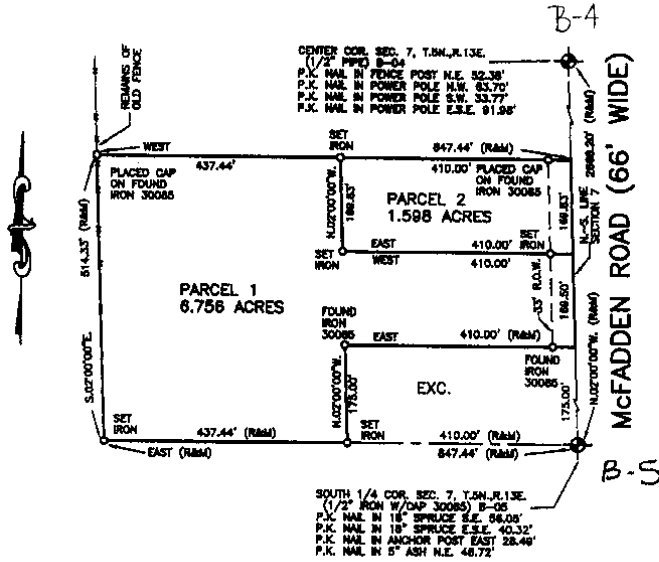 B-4
CENTER COR. SEC. 7, T.5N.,R.13E.
(1/2" PIPE) B-04
P.K. NAIL IN FENCE POST N.E. 52.38'
P.K. NAIL IN POWER POLE N.W. 63.70'
P.K. NAIL IN POWER POLE S.W. 33.77'
P.K. NAIL IN POWER POLE E.S.E. 91.98'
REMAINS OF
OLD FENCE
WEST
437.44'
SET
IRON
847.44' (R&M)
410.00'
PLACED CAP
ON FOUND
IRON 30085
PLACED CAP
ON FOUND
IRON 30085
(R&M)
N.-S. LINE
SECTION 7
McFADDEN ROAD (66' WIDE)
514.33' (R&M)
S.02°00'00"E.
N.02°00'00"W.
169.83'
PARCEL 2
1.598 ACRES
169.83'
SET
IRON
EAST
410.00'
SET
IRON
WEST
410.00'
33' R.O.W.
169.50'
PARCEL 1
6.756 ACRES
FOUND
IRON
30085
EAST
410.00' (R&M)
FOUND
IRON
30085
N.02°00'00"W.
175.00'
EXC.
175.00'
N.02°00'00"W. (R&M)
SET
IRON
437.44' (R&M)
EAST (R&M)
SET
IRON
410.00' (R&M)
847.44' (R&M)
B-5
SOUTH 1/4 COR. SEC. 7, T.5N.,R.13E.
(1/2" IRON W/CAP 30085) B-05
P.K. NAIL IN 18" SPRUCE S.E. 56.05'
P.K. NAIL IN 18" SPRUCE E.S.E. 40.32'
P.K. NAIL IN ANCHOR POST EAST 28.49'
P.K. NAIL IN 5" ASH N.E. 48.72'